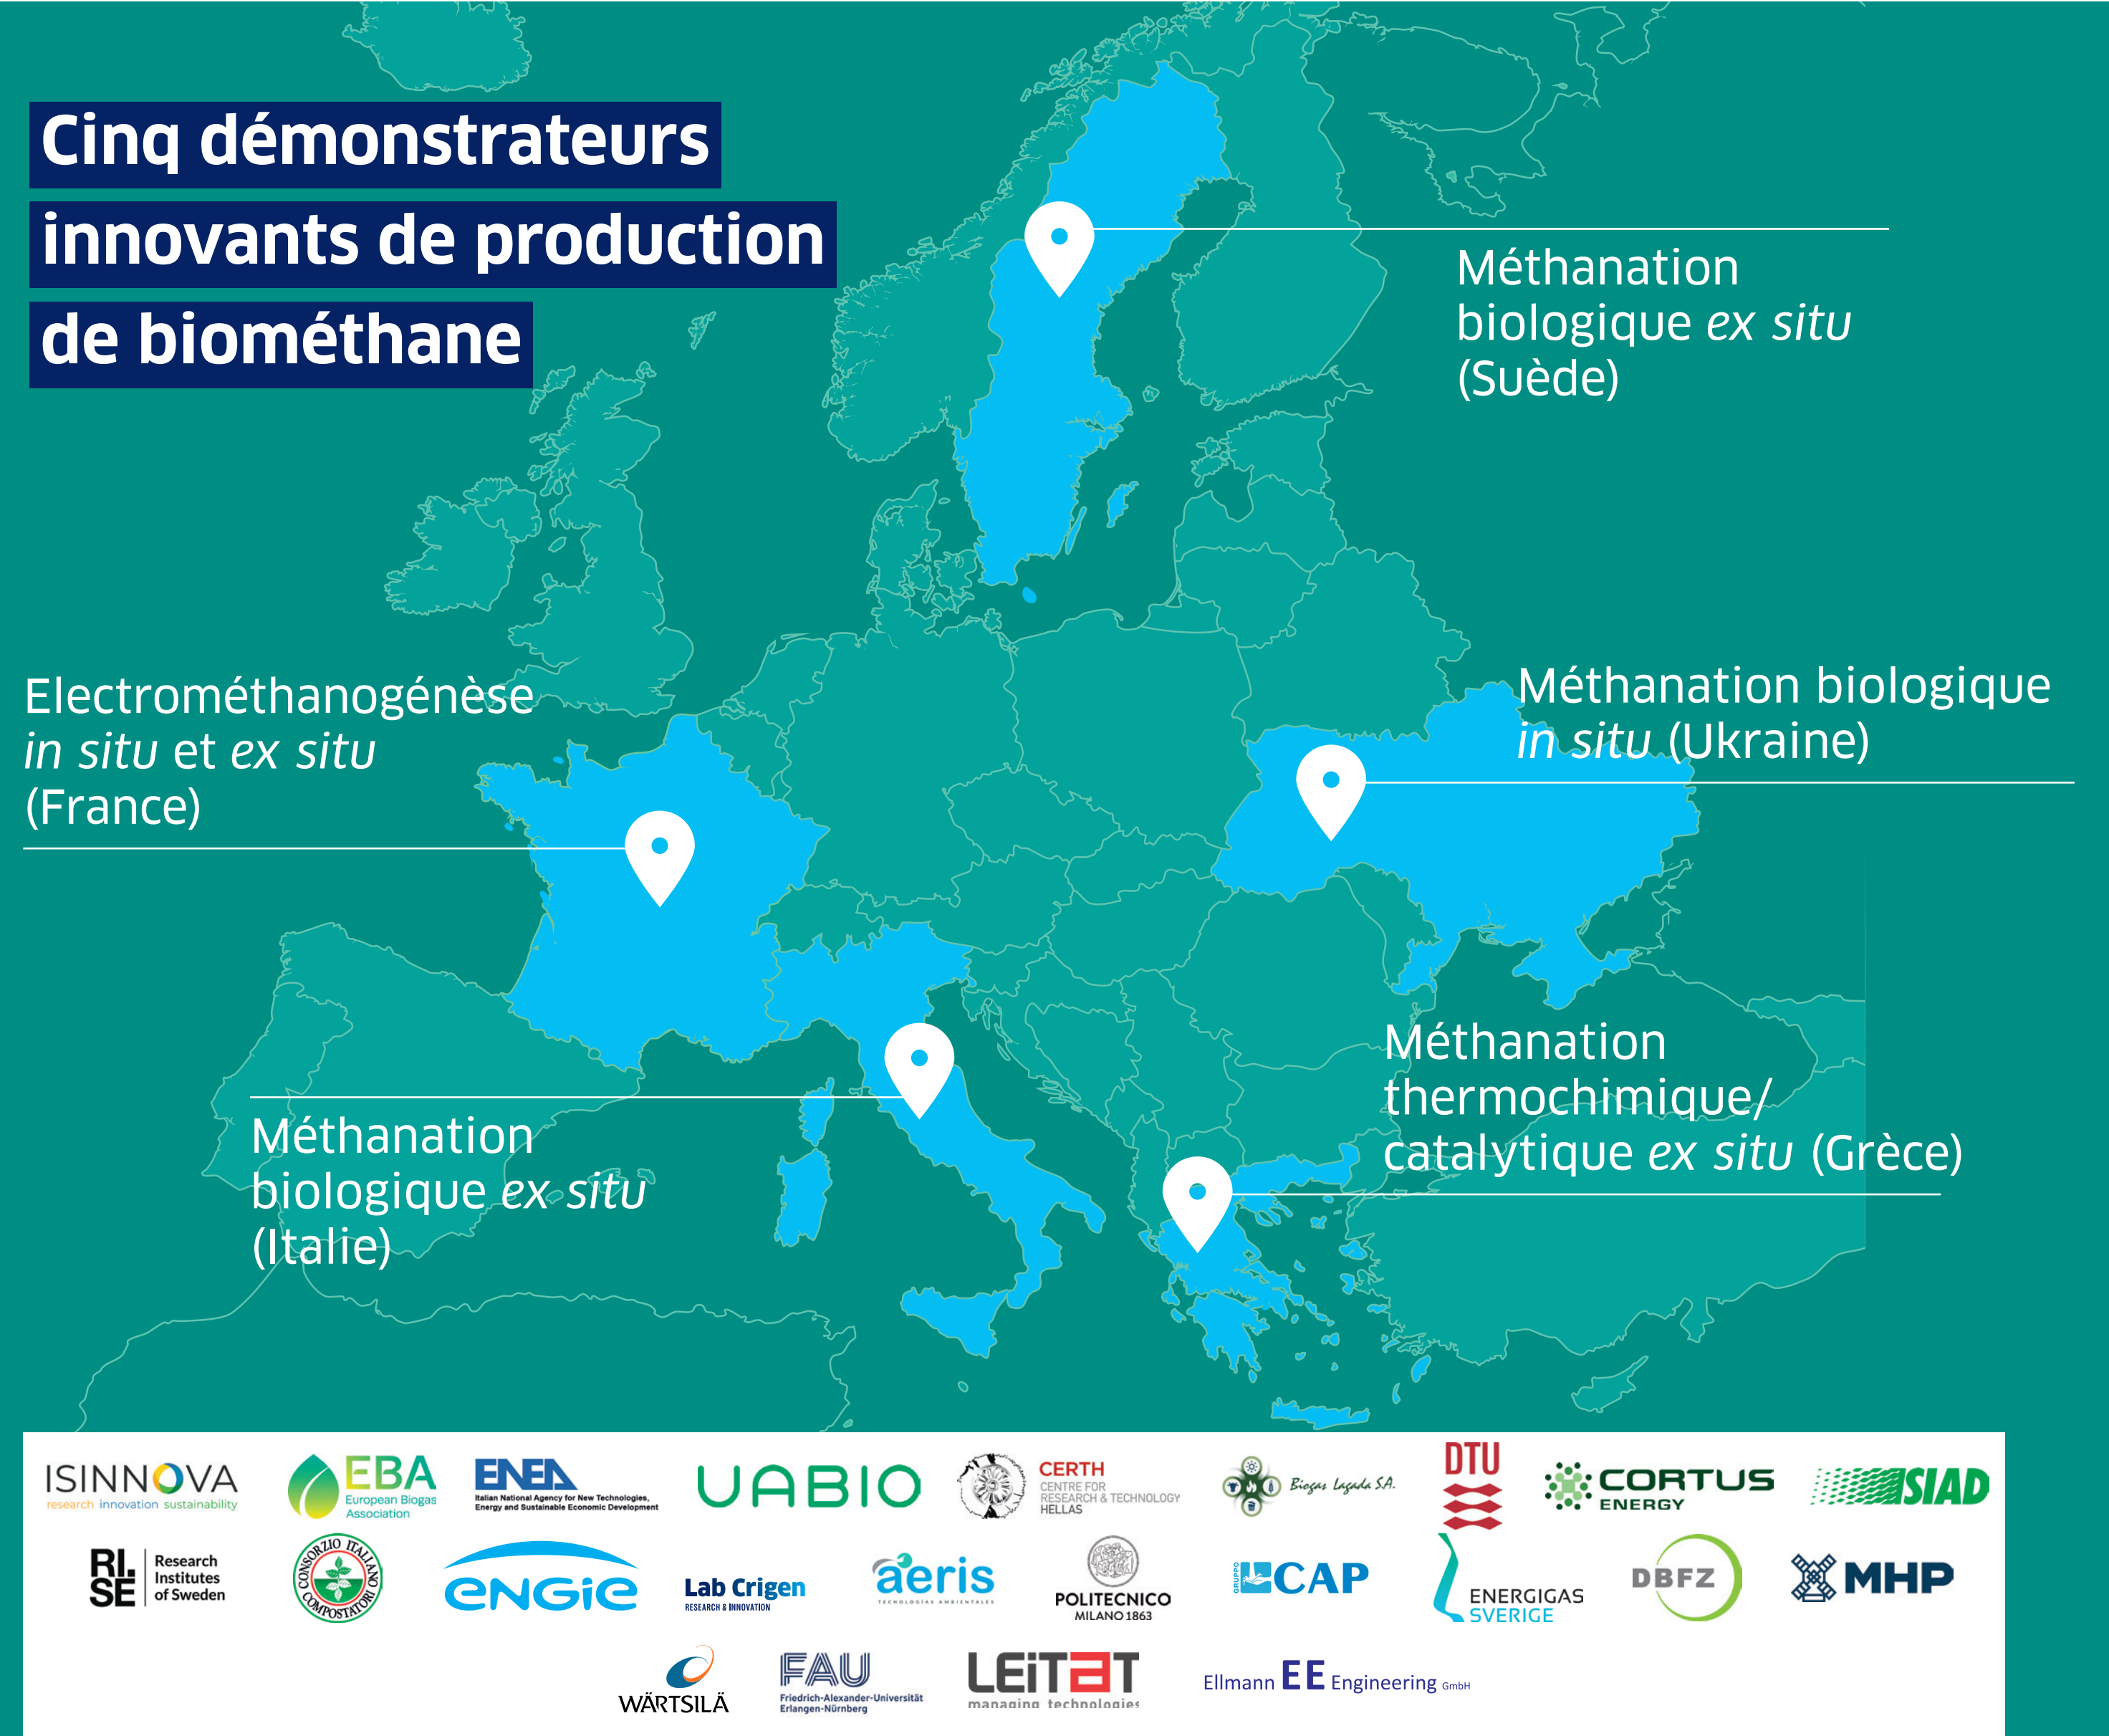 Cinq démonstrateurs
innovants de production
de biométhane
Méthanation
biologique ex situ
(Suède)
Electrométhanogénèse
in situ et ex situ
(France)
Méthanation biologique
in situ (Ukraine)
Méthanation
thermochimique/
catalytique ex situ (Grèce)
Méthanation
biologique ex situ
(Italie)
ISINNOVA
research innovation sustainability
EBA
European Biogas
Association
ENEA
Italian National Agency for New Technologies,
Energy and Sustainable Economic Development
UABIO
CERTH
CENTRE FOR
RESEARCH & TECHNOLOGY
HELLAS
Biogas Lagada S.A.
DTU
CORTUS
ENERGY
SIAD
RI.
SE
Research
Institutes
of Sweden
CONSORZIO ITALIANO
COMPOSTATORI
ENGIE
Lab Crigen
RESEARCH & INNOVATION
aeris
TECNOLOGÍAS AMBIENTALES
POLITECNICO
MILANO 1863
GRUPPO
CAP
ENERGIGAS
SVERIGE
DBFZ
MHP
WÄRTSILÄ
FAU
Friedrich-Alexander-Universität
Erlangen-Nürnberg
LEITAT
managing technologies
Ellmann EE Engineering GmbH